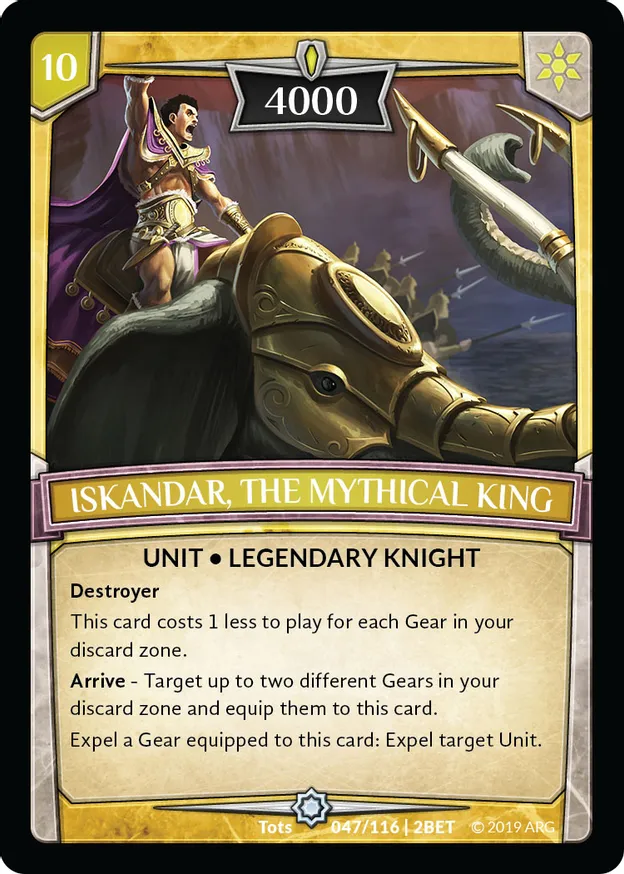 10
4000
ISKANDAR, THE MYTHICAL KING
UNIT • LEGENDARY KNIGHT
Destroyer
This card costs 1 less to play for each Gear in your
discard zone.
Arrive - Target up to two different Gears in your
discard zone and equip them to this card.
Expel a Gear equipped to this card: Expel target Unit.
Tots 047/116 | 2BET © 2019 ARG